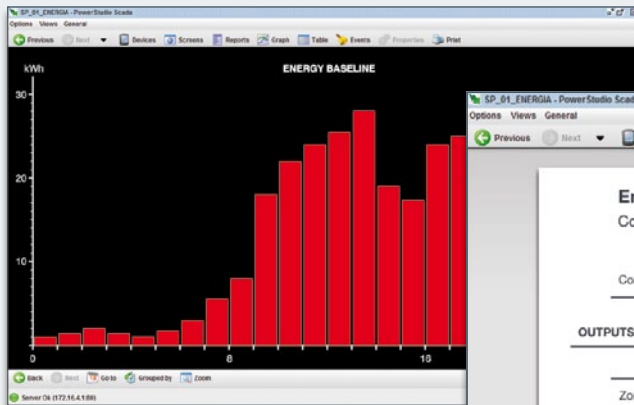 SP_01_ENERGIA - PowerStudio Scada
Options Views General
Previous Next Devices Screens Reports Graph Table Events Properties Print
kWh
ENERGY BASELINE
30
20
10
0 8 16
Back Next Go to Grouped by Zoom
Server Ok (172.16.4.1:80)
SP_01_ENERGIA - PowerStudio Scad
Options Views General
Previous Next
En
Co
Co
OUTPUTS
Zo